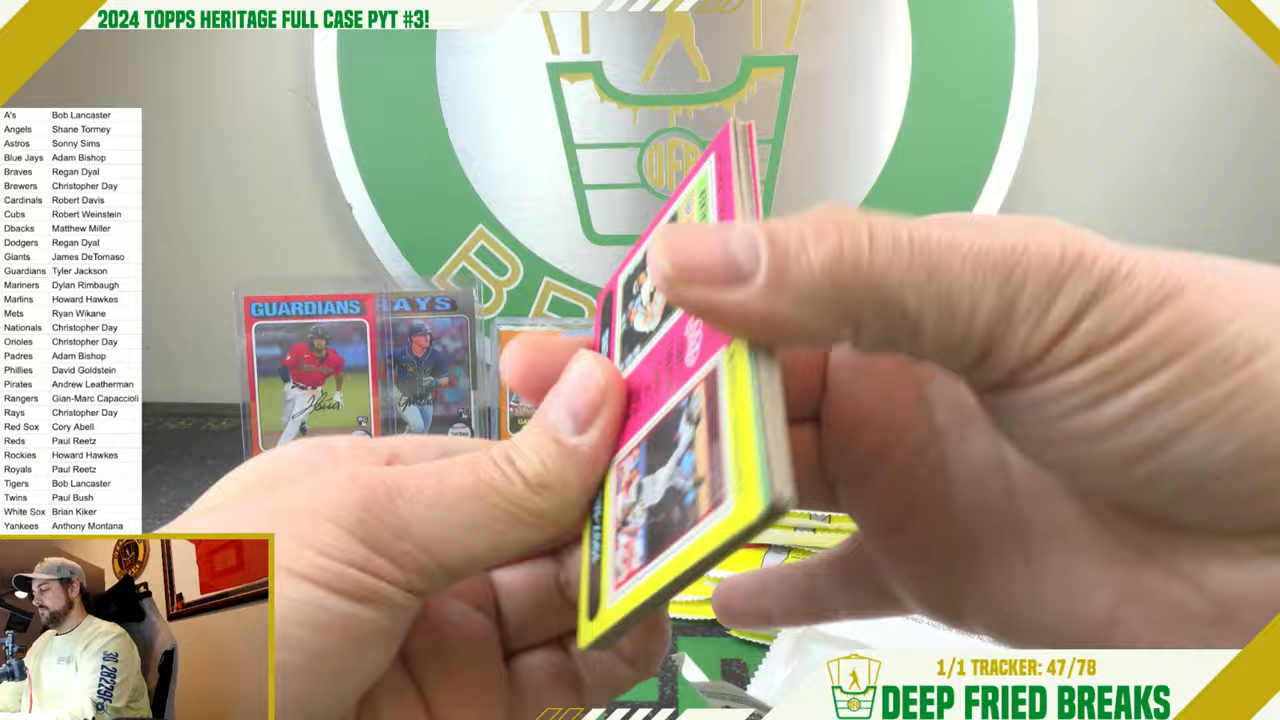 2024 TOPPS HERITAGE FULL CASE PYT #3!
A's Bob Lancaster
Angels Shane Tormey
Astros Sonny Sims
Blue Jays Adam Bishop
Braves Regan Dyal
Brewers Christopher Day
Cardinals Robert Davis
Cubs Robert Weinstein
Dbacks Matthew Miller
Dodgers Regan Dyal
Giants James DeTomaso
Guardians Tyler Jackson
Mariners Dylan Rimbaugh
Marlins Howard Hawkes
Mets Ryan Wikane
Nationals Christopher Day
Orioles Christopher Day
Padres Adam Bishop
Phillies David Goldstein
Pirates Andrew Leatherman
Rangers Gian-Marc Capaccioli
Rays Christopher Day
Red Sox Cory Abell
Reds Paul Reetz
Rockies Howard Hawkes
Royals Paul Reetz
Tigers Bob Lancaster
Twins Paul Bush
White Sox Brian Kiker
Yankees Anthony Montana
DFB
GUARDIANS
RAYS
1/1 TRACKER: 47/78
DEEP FRIED BREAKS